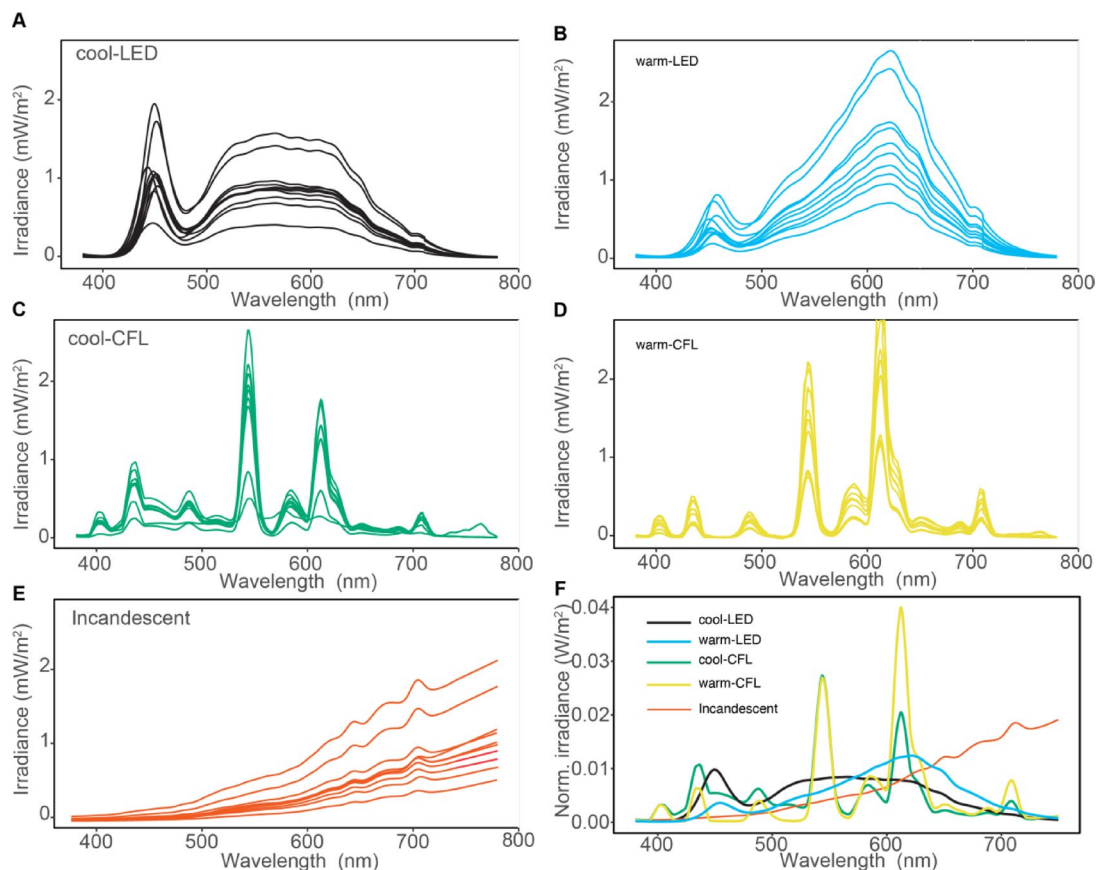 A
cool-LED
2
1
0
Irradiance (mW/m²)
400 500 600 700 800
Wavelength (nm)
B
warm-LED
2
1
0
Irradiance (mW/m²)
400 500 600 700 800
Wavelength (nm)
C
cool-CFL
2
1
0
Irradiance (mW/m²)
400 500 600 700 800
Wavelength (nm)
D
warm-CFL
2
1
0
Irradiance (mW/m²)
400 500 600 700 800
Wavelength (nm)
E
Incandescent
2
1
0
Irradiance (mW/m²)
400 500 600 700 800
Wavelength (nm)
F
0.04
0.03
0.02
0.01
0.00
Norm. irradiance (W/m²)
cool-LED
warm-LED
cool-CFL
warm-CFL
Incandescent
400 500 600 700
Wavelength (nm)